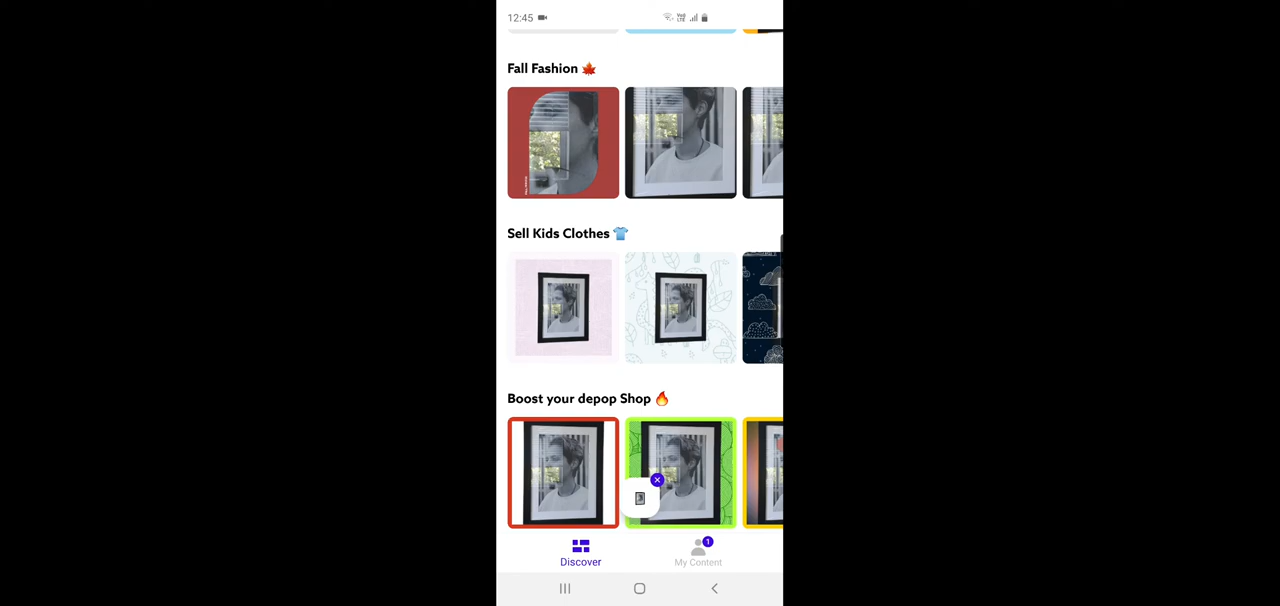 12:45
Fall Fashion 🍁
Sell Kids Clothes 👕
Boost your depop Shop 🔥
1
Discover
My Content